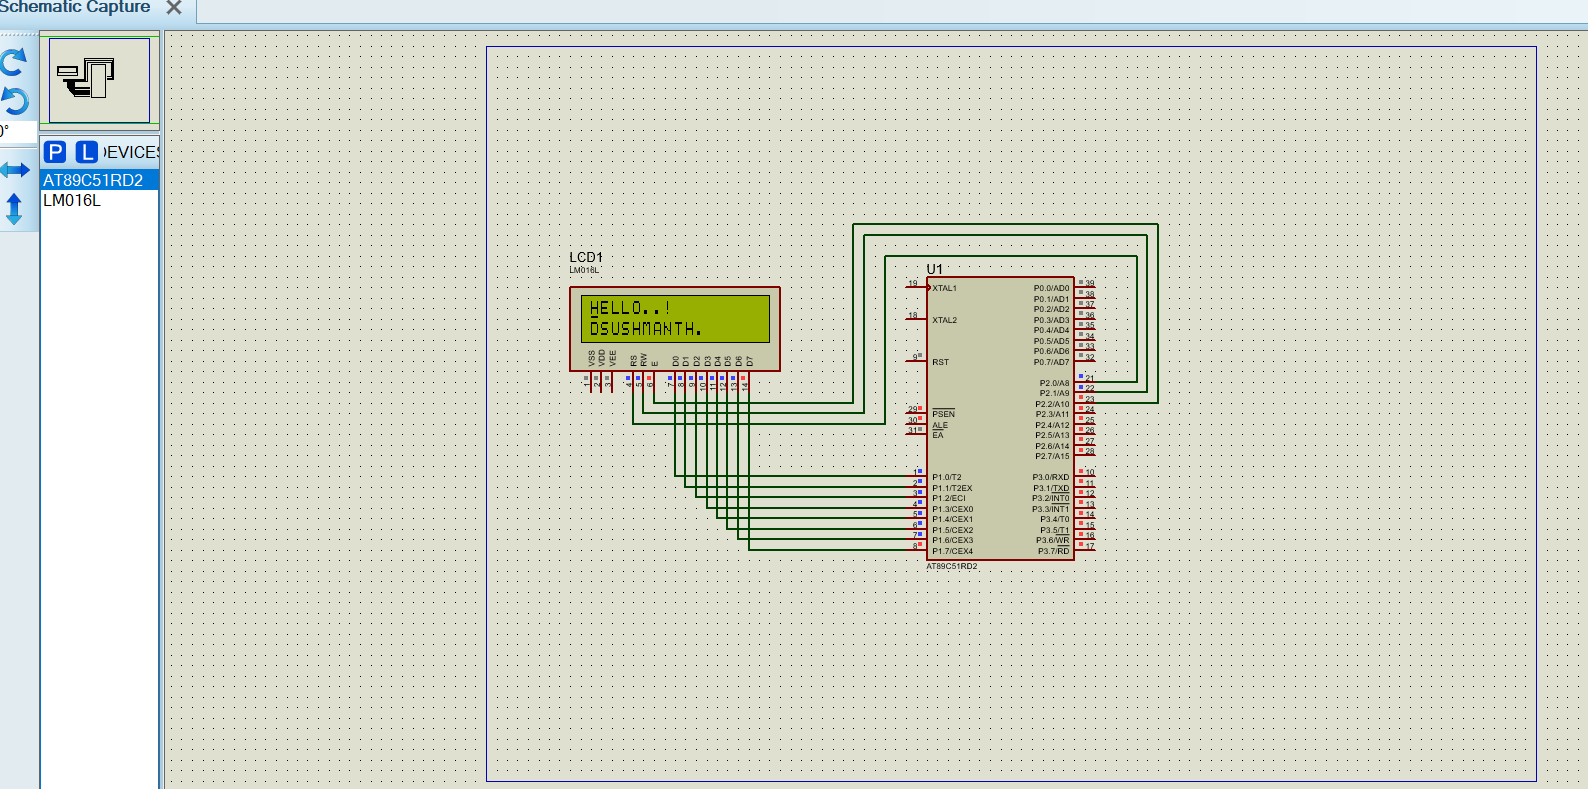 Schematic Capture
0°
P L DEVICES
AT89C51RD2
LM016L
LCD1
LM016L
HELLO..!
DSUSHMANTH.
VSS VDD VEE RS RW E D0 D1 D2 D3 D4 D5 D6 D7
1 2 3 4 5 6 7 8 9 10 11 12 13 14
U1
19 XTAL1
18 XTAL2
9 RST
29 PSEN
30 ALE
31 EA
1 P1.0/T2
2 P1.1/T2EX
3 P1.2/ECI
4 P1.3/CEX0
5 P1.4/CEX1
6 P1.5/CEX2
7 P1.6/CEX3
8 P1.7/CEX4
P0.0/AD0 39
P0.1/AD1 38
P0.2/AD2 37
P0.3/AD3 36
P0.4/AD4 35
P0.5/AD5 34
P0.6/AD6 33
P0.7/AD7 32
P2.0/A8 21
P2.1/A9 22
P2.2/A10 23
P2.3/A11 24
P2.4/A12 25
P2.5/A13 26
P2.6/A14 27
P2.7/A15 28
P3.0/RXD 10
P3.1/TXD 11
P3.2/INT0 12
P3.3/INT1 13
P3.4/T0 14
P3.5/T1 15
P3.6/WR 16
P3.7/RD 17
AT89C51RD2